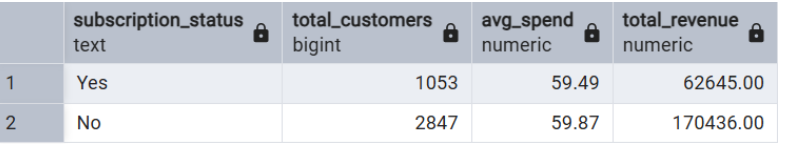 subscription_status total_customers avg_spend total_revenue
text bigint numeric numeric
1 Yes 1053 59.49 62645.00
2 No 2847 59.87 170436.00